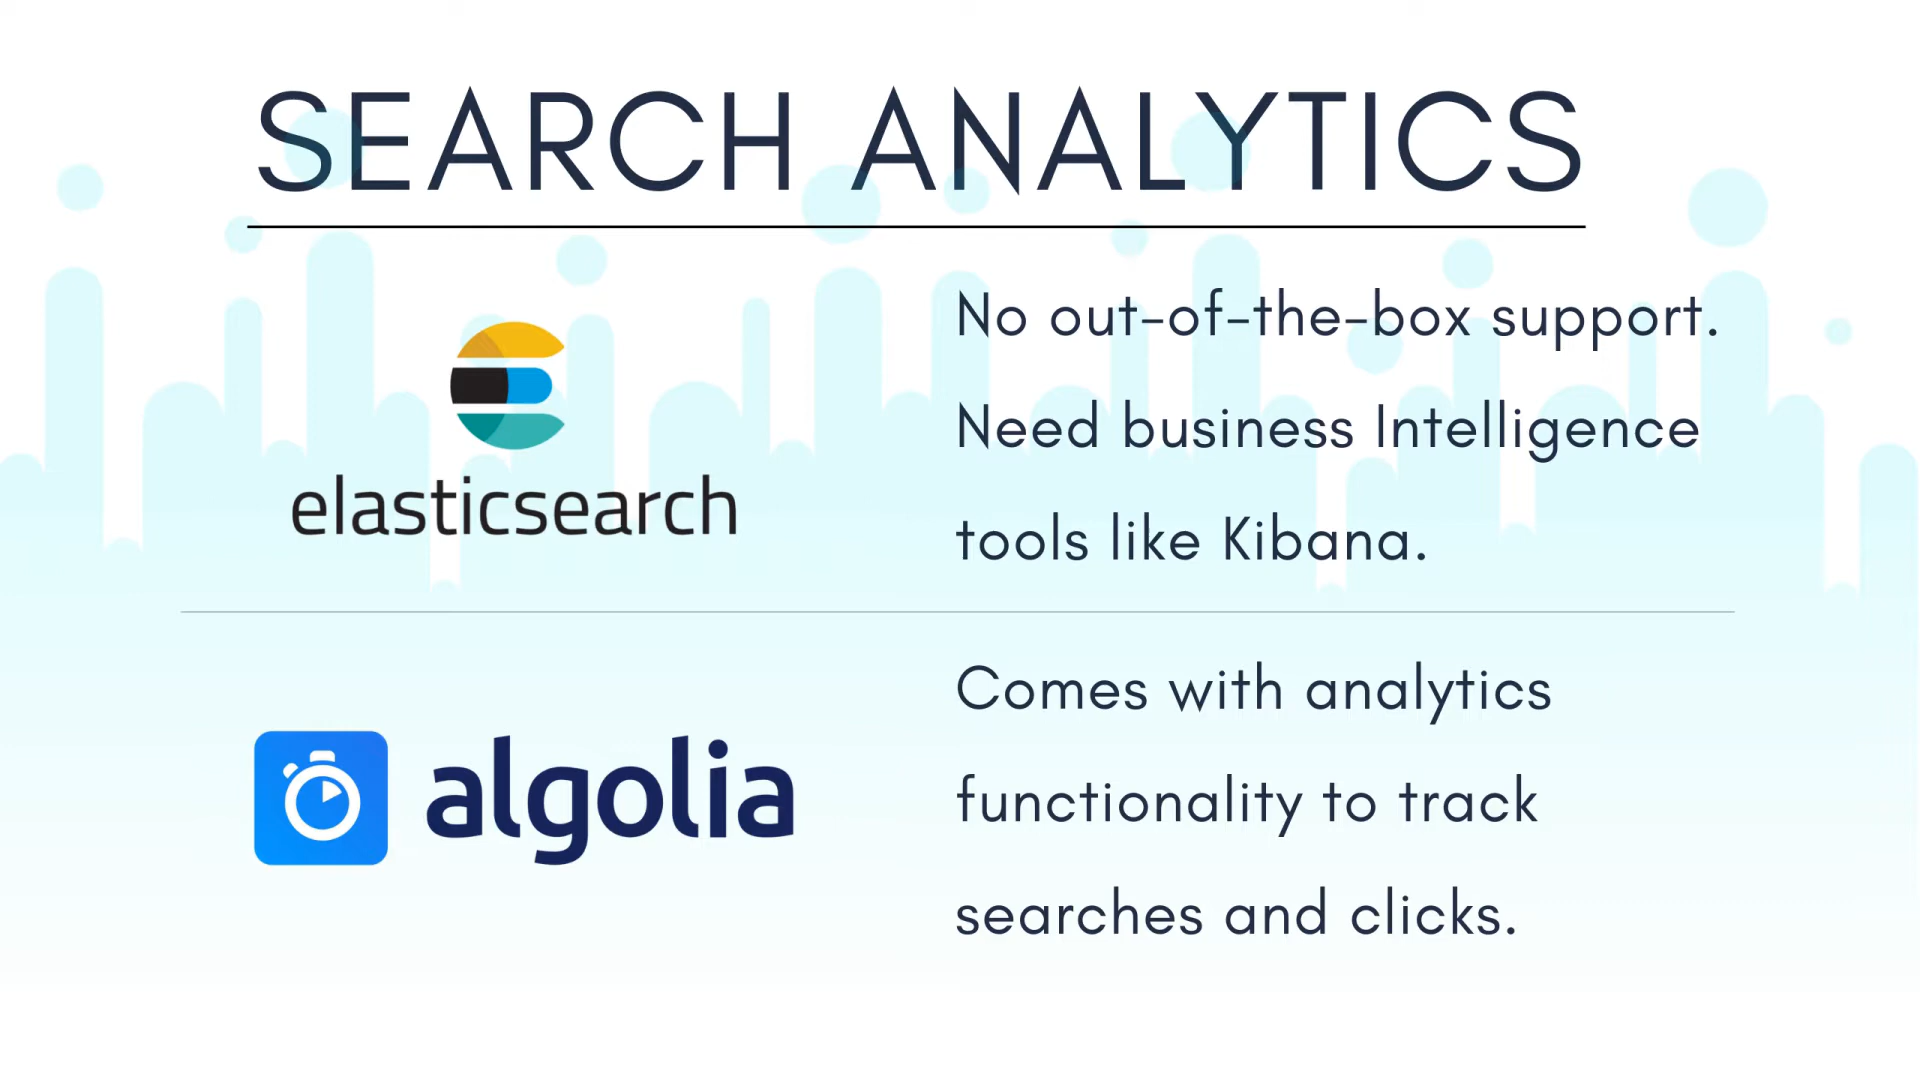 SEARCH ANALYTICS
elasticsearch
No out-of-the-box support.
Need business Intelligence
tools like Kibana.
algolia
Comes with analytics
functionality to track
searches and clicks.